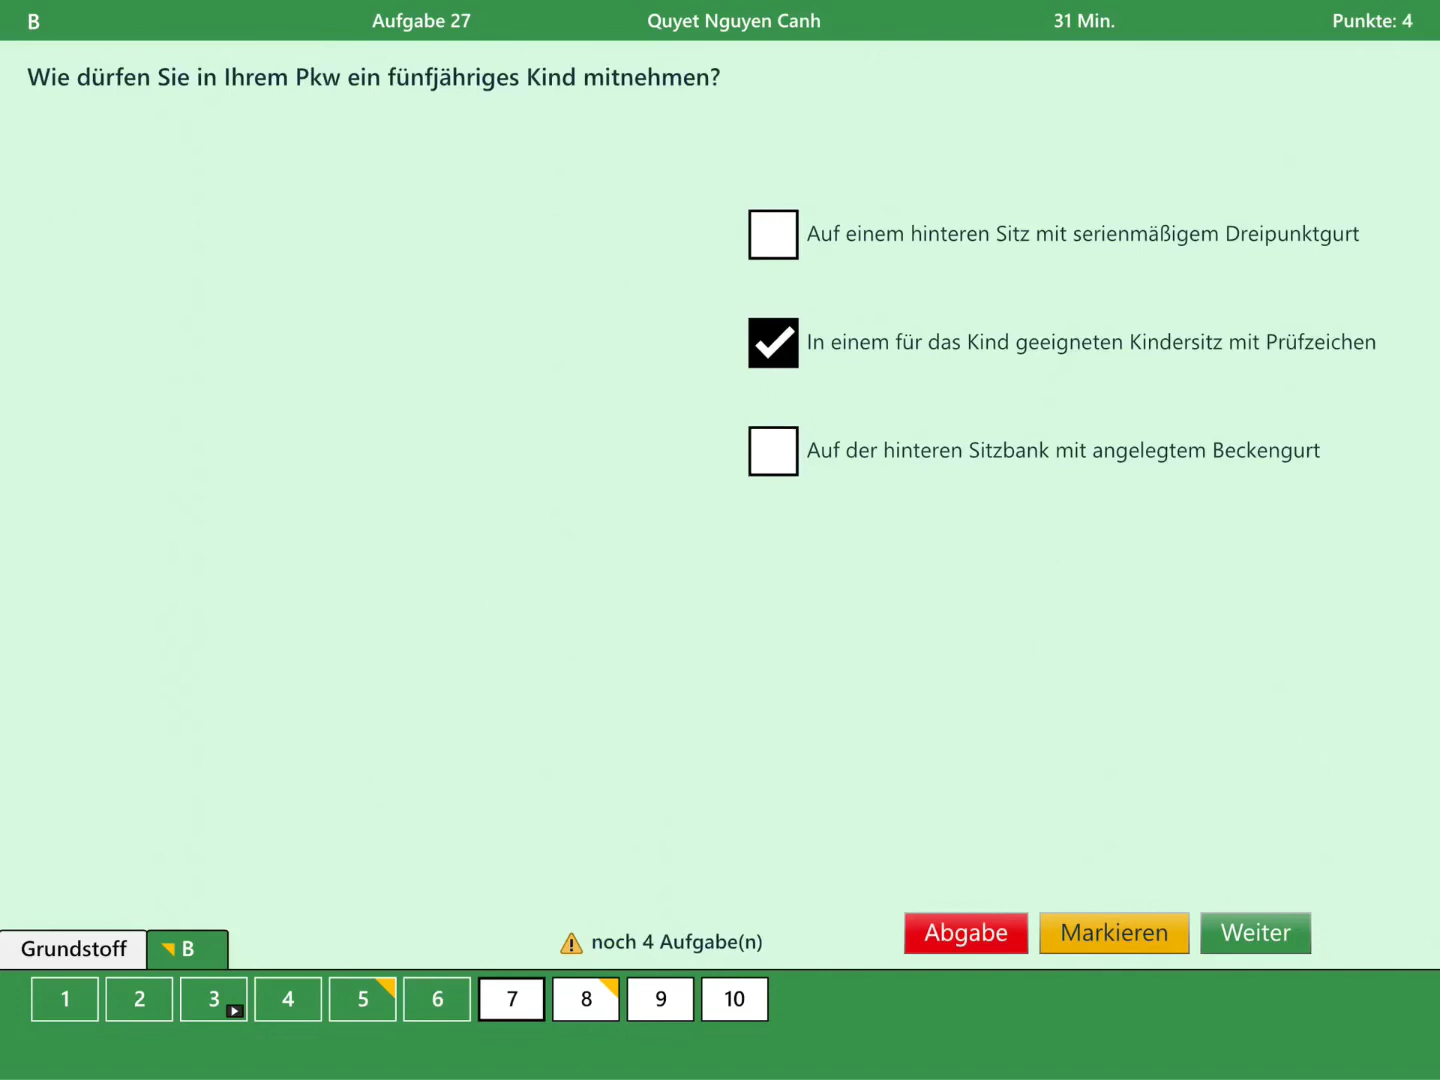 B Aufgabe 27 Quyet Nguyen Canh 31 Min. Punkte: 4
Wie dürfen Sie in Ihrem Pkw ein fünfjähriges Kind mitnehmen?
Auf einem hinteren Sitz mit serienmäßigem Dreipunktgurt
In einem für das Kind geeigneten Kindersitz mit Prüfzeichen
Auf der hinteren Sitzbank mit angelegtem Beckengurt
Abgabe Markieren Weiter
Grundstoff B noch 4 Aufgabe(n)
1 2 3 4 5 6 7 8 9 10